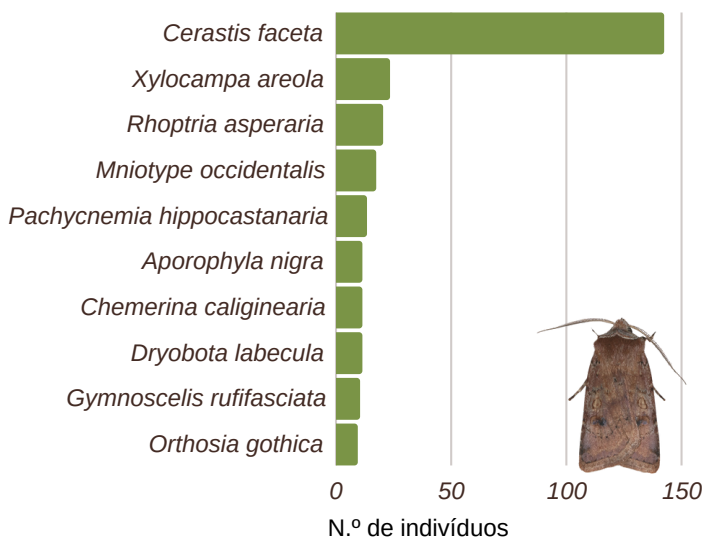 Cerastis faceta
Xylocampa areola
Rhoptria asperaria
Mniotype occidentalis
Pachycnemia hippocastanaria
Aporophyla nigra
Chemerina caliginearia
Dryobota labecula
Gymnoscelis rufifasciata
Orthosia gothica
0 50 100 150
N.º de indivíduos